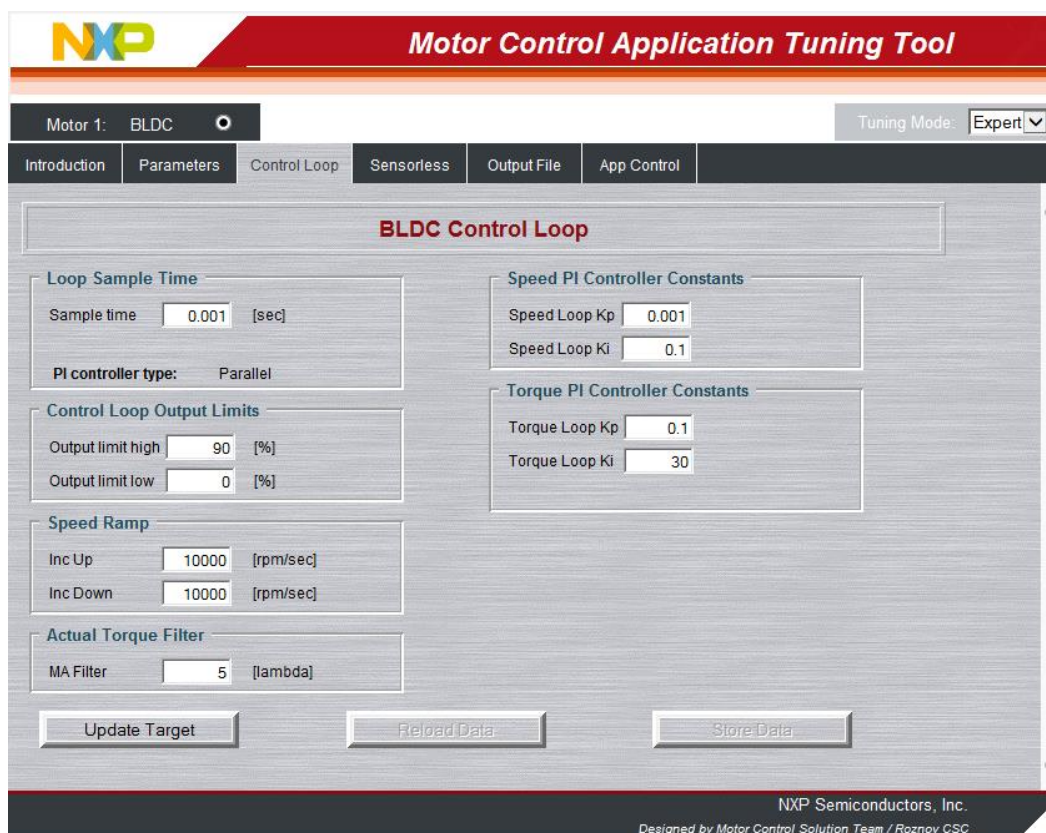 NXP
Motor Control Application Tuning Tool
Motor 1: BLDC
Tuning Mode: Expert
Introduction Parameters Control Loop Sensorless Output File App Control
BLDC Control Loop
Loop Sample Time
Sample time 0.001 [sec]
PI controller type: Parallel
Control Loop Output Limits
Output limit high 90 [%]
Output limit low 0 [%]
Speed Ramp
Inc Up 10000 [rpm/sec]
Inc Down 10000 [rpm/sec]
Actual Torque Filter
MA Filter 5 [lambda]
Speed PI Controller Constants
Speed Loop Kp 0.001
Speed Loop Ki 0.1
Torque PI Controller Constants
Torque Loop Kp 0.1
Torque Loop Ki 30
Update Target Reload Data Store Data
NXP Semiconductors, Inc.
Designed by Motor Control Solution Team / Roznov CSC